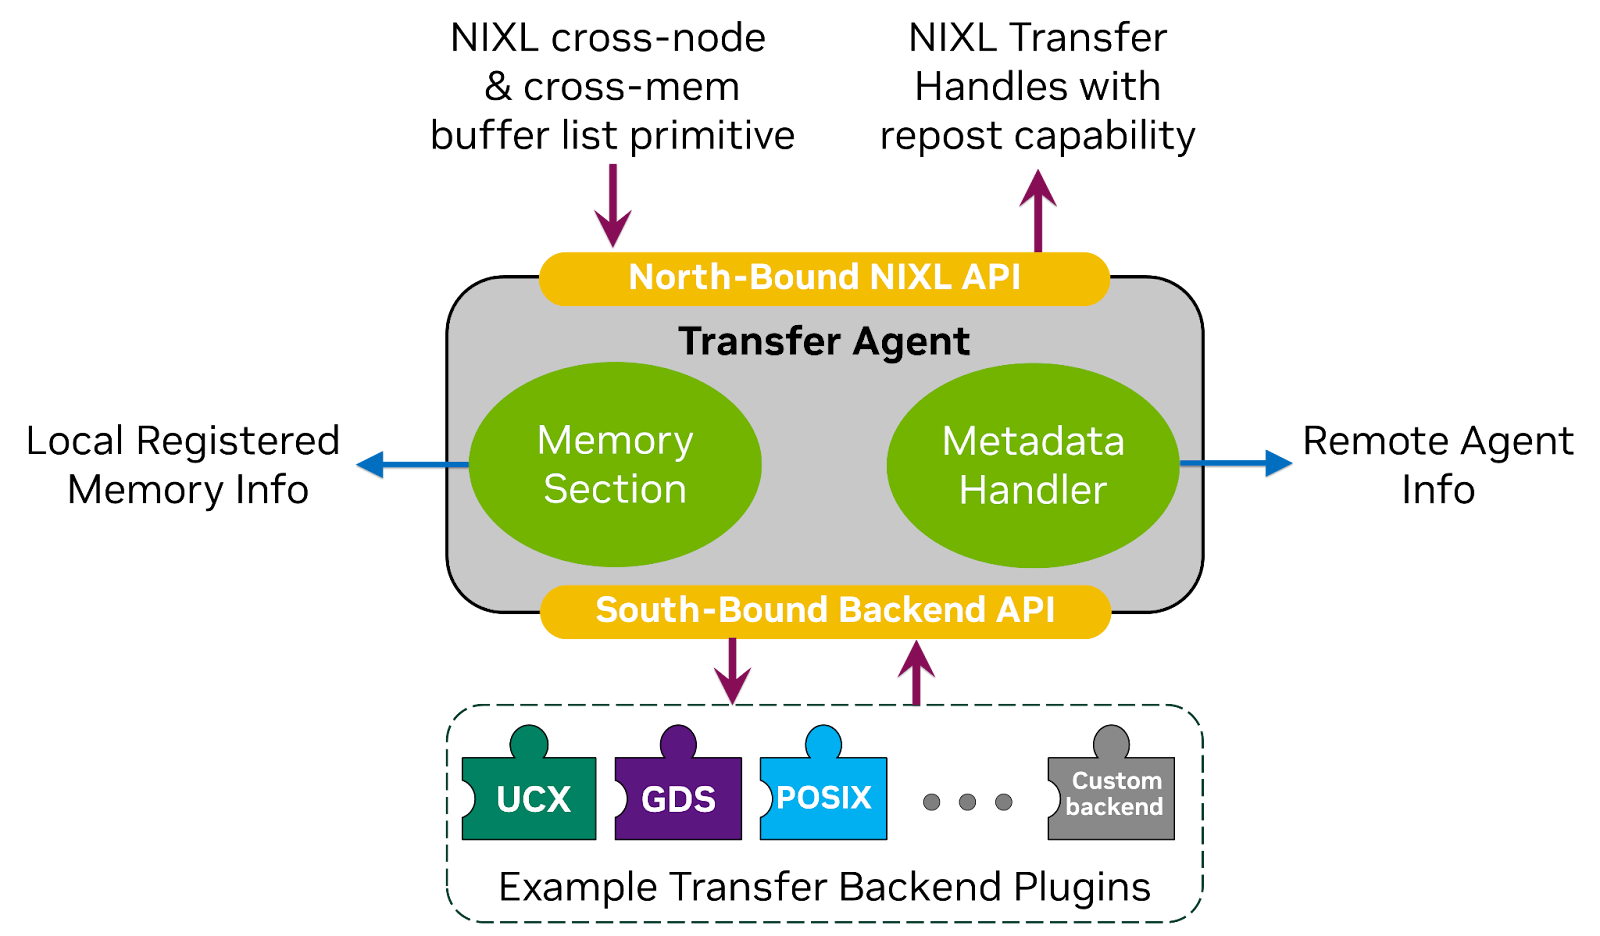 NIXL cross-node
& cross-mem
buffer list primitive
NIXL Transfer
Handles with
repost capability
North-Bound NIXL API
Transfer Agent
Local Registered
Memory Info
Memory
Section
Metadata
Handler
Remote Agent
Info
South-Bound Backend API
UCX
GDS
POSIX
Custom
backend
Example Transfer Backend Plugins